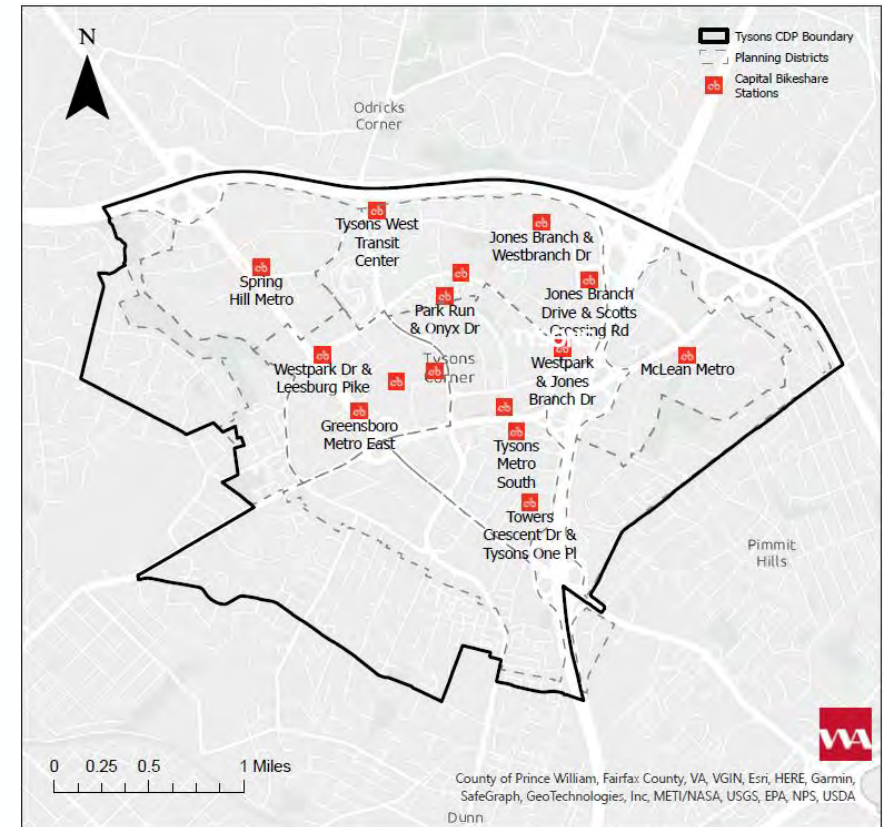 N
Tysons CDP Boundary
Planning Districts
Capital Bikeshare
Stations
Odricks
Corner
Tysons West
Transit
Center
Jones Branch &
Westbranch Dr
Spring
Hill Metro
Park Run
& Onyx Dr
Jones Branch
Drive & Scotts
Crossing Rd
Tysons
Westpark Dr &
Leesburg Pike
Tysons
Corner
Westpark
& Jones
Branch Dr
McLean Metro
Greensboro
Metro East
Tysons
Metro
South
Towers
Crescent Dr &
Tysons One Pl
Pimmit
Hills
0 0.25 0.5 1 Miles
County of Prince William, Fairfax County, VA, VGIN, Esri, HERE, Garmin,
SafeGraph, GeoTechnologies, Inc, METI/NASA, USGS, EPA, NPS, USDA
Dunn